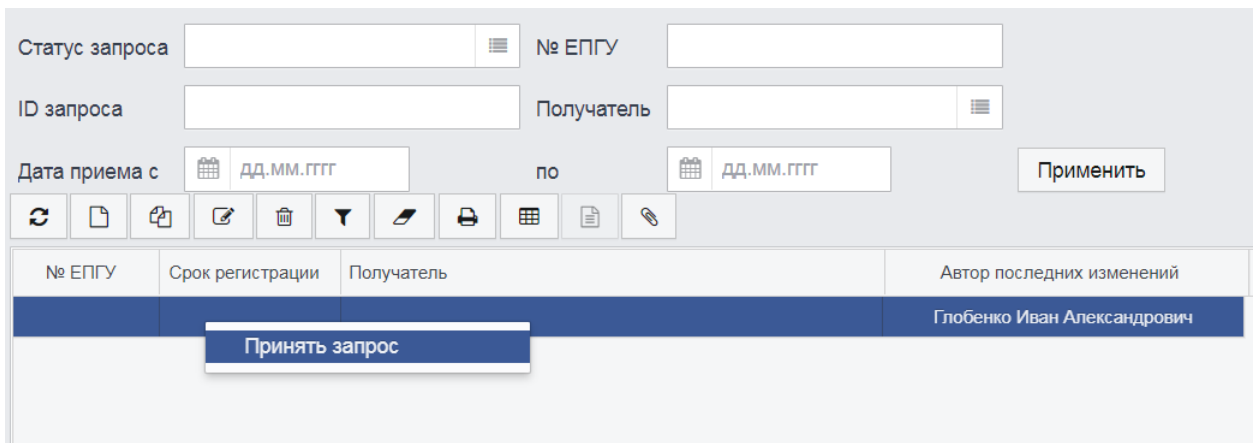 Статус запроса № ЕПГУ
ID запроса Получатель
Дата приема с дд.мм.гггг по дд.мм.гггг Применить
№ ЕПГУ Срок регистрации Получатель Автор последних изменений
Глобенко Иван Александрович
Принять запрос